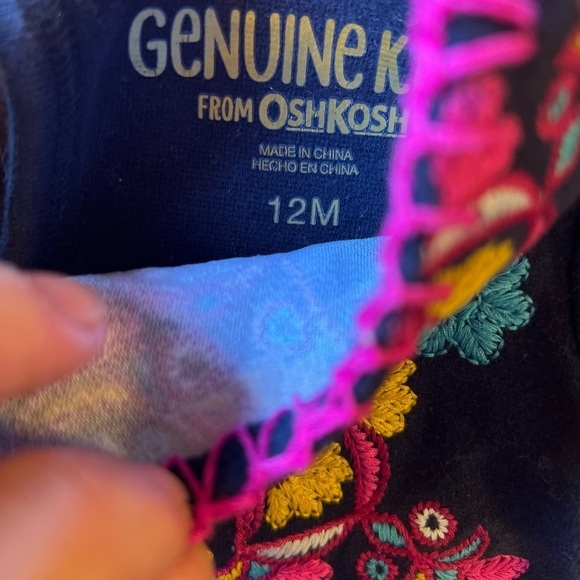 GENUINE K
FROM OSHKOSH
MADE IN CHINA
HECHO EN CHINA
12M